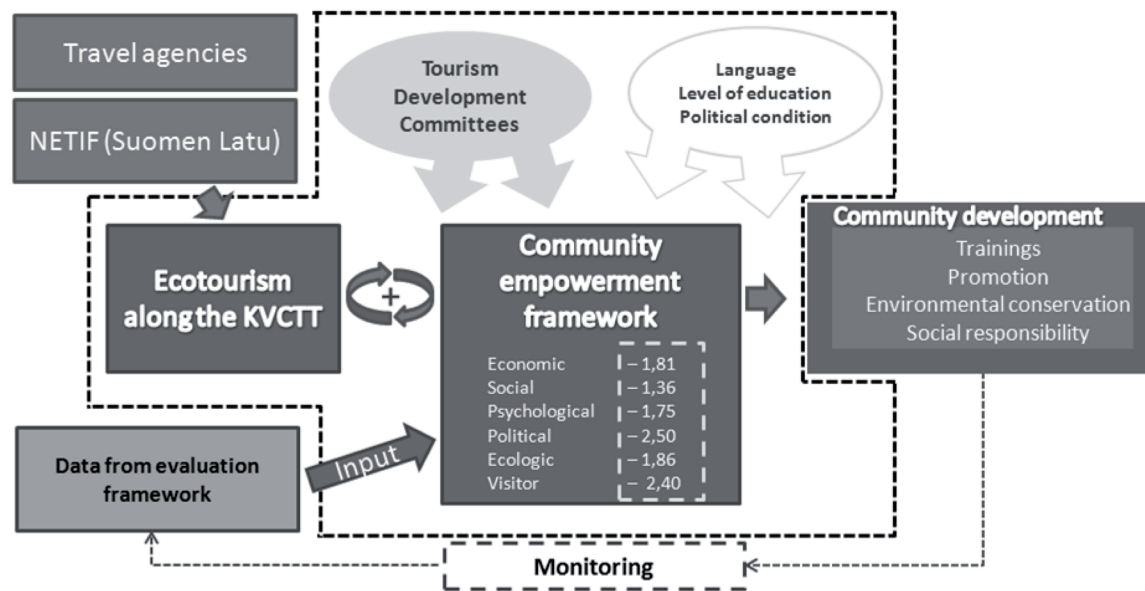 Travel agencies
NETIF (Suomen Latu)
Tourism
Development
Committees
Language
Level of education
Political condition
Ecotourism
along the KVCTT
+
Community
empowerment
framework
Economic – 1,81
Social – 1,36
Psychological – 1,75
Political – 2,50
Ecologic – 1,86
Visitor – 2,40
Community development
Trainings
Promotion
Environmental conservation
Social responsibility
Data from evaluation
framework
Input
Monitoring